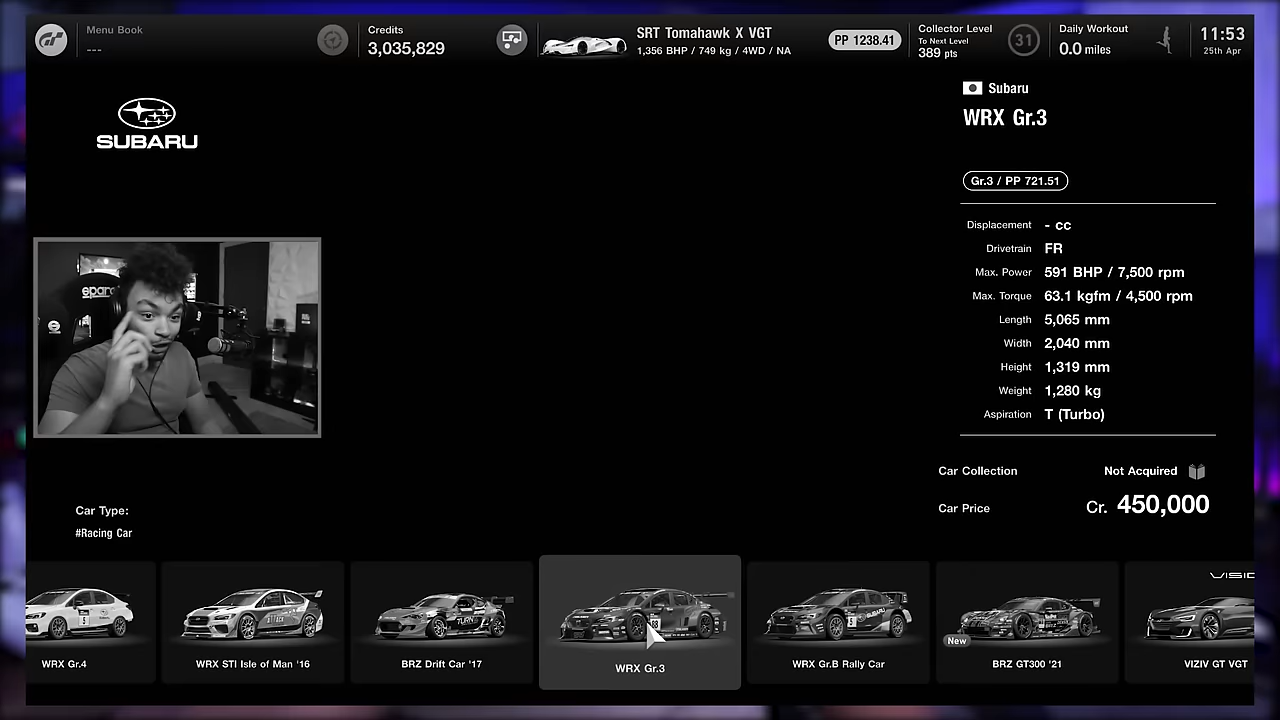 Menu Book
---
Credits
3,035,829
SRT Tomahawk X VGT
1,356 BHP / 749 kg / 4WD / NA
PP 1238.41
Collector Level
To Next Level
389 pts
31
Daily Workout
0.0 miles
11:53
25th Apr
SUBARU
Subaru
WRX Gr.3
Gr.3 / PP 721.51
Displacement - cc
Drivetrain FR
Max. Power 591 BHP / 7,500 rpm
Max. Torque 63.1 kgfm / 4,500 rpm
Length 5,065 mm
Width 2,040 mm
Height 1,319 mm
Weight 1,280 kg
Aspiration T (Turbo)
Car Collection Not Acquired
Car Price Cr. 450,000
Car Type:
#Racing Car
WRX Gr.4
WRX STI Isle of Man '16
BRZ Drift Car '17
WRX Gr.3
WRX Gr.B Rally Car
New
BRZ GT300 '21
VIZIV GT VGT